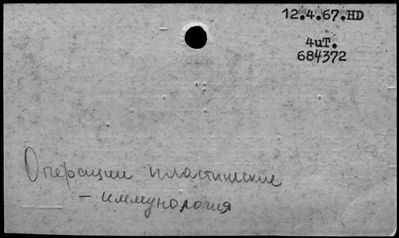 12.4.67.HD
4uT.
684372
Операции пластические
- иммунология